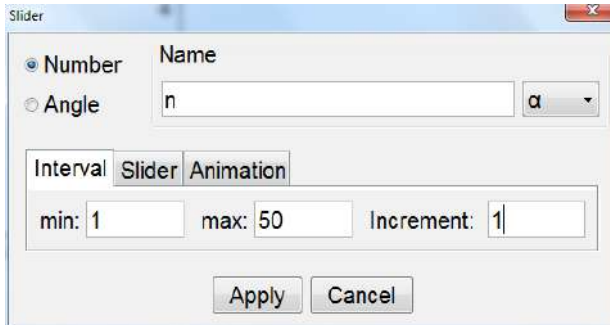 Slider
Number
Name
Angle
n
α
Interval Slider Animation
min: 1 max: 50 Increment: 1
Apply Cancel